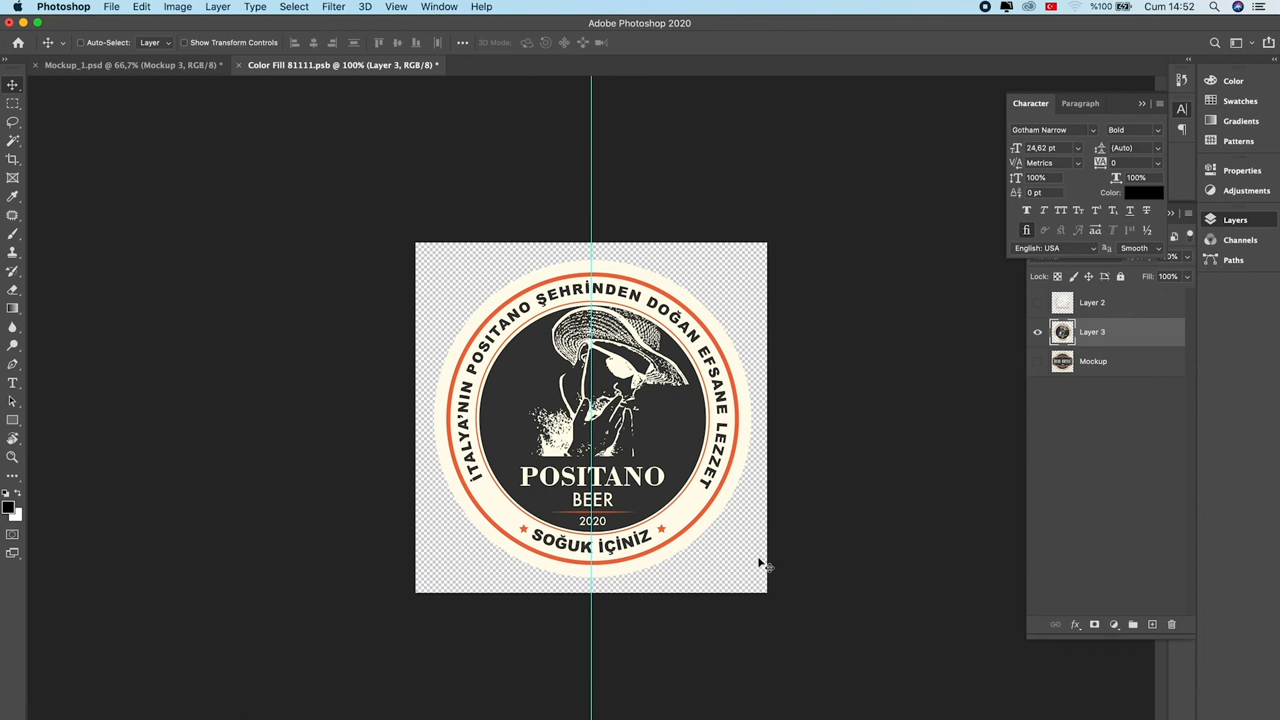 Photoshop File Edit Image Layer Type Select Filter 3D View Window Help %100 Cum 14:52
Adobe Photoshop 2020
Auto-Select: Layer Show Transform Controls 3D Mode:
Mockup_1.psd @ 66,7% (Mockup 3, RGB/8) * Color Fill 81111.psb @ 100% (Layer 3, RGB/8) *
Character Paragraph
Gotham Narrow Bold
24,62 pt (Auto)
Metrics 0
100% 100%
0 pt Color:
English: USA Smooth
Lock: Fill: 100%
Layer 2
Layer 3
Mockup
Color
Swatches
Gradients
Patterns
Properties
Adjustments
Layers
Channels
Paths
İTALYA'NIN POSITANO ŞEHRİNDEN DOĞAN EFSANE LEZZET
POSITANO
BEER
2020
SOĞUK İÇİNİZ